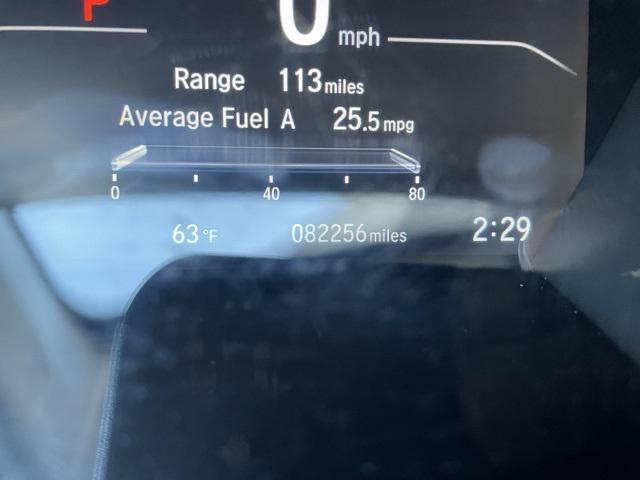 P
0 mph
Range 113 miles
Average Fuel A 25.5 mpg
0 40 80
63 °F 082256 miles 2:29